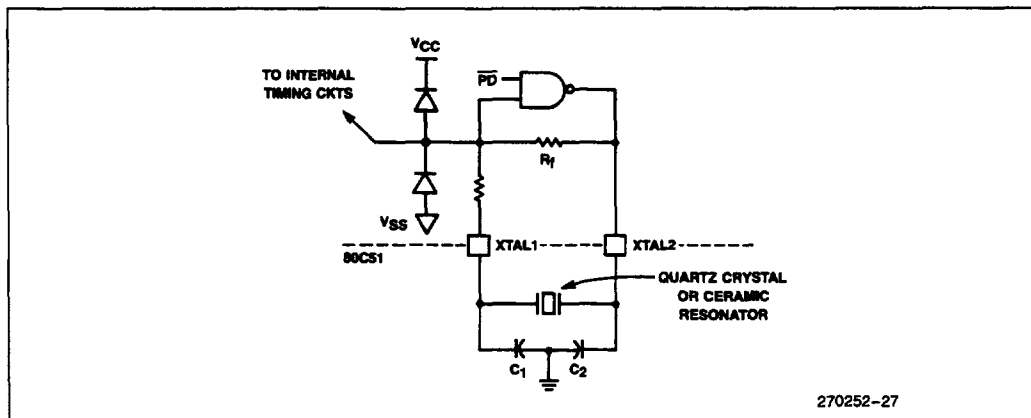 VCC
TO INTERNAL
TIMING CKTS
PD
Rf
VSS
XTAL1
XTAL2
80C51
QUARTZ CRYSTAL
OR CERAMIC
RESONATOR
C1
C2
270252-27